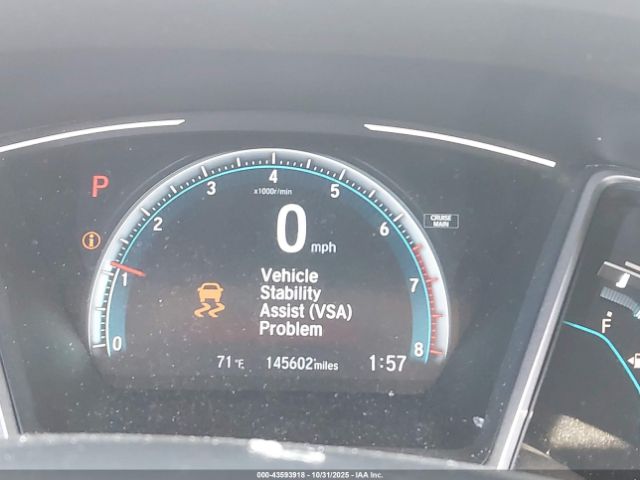 P
0
1
2
3
4
5
6
7
8
x1000r/min
0 mph
CRUISE
MAIN
Vehicle
Stability
Assist (VSA)
Problem
71°F 145602 miles 1:57
F
000-43593918 - 10/31/2025 - IAA Inc.